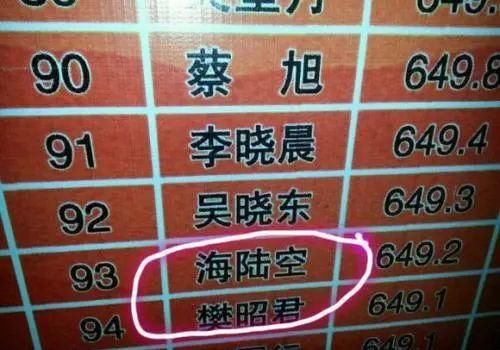 90 蔡旭 649.8
91 李晓晨 649.4
92 吴晓东 649.3
93 海陆空 649.2
94 樊昭君 649.1